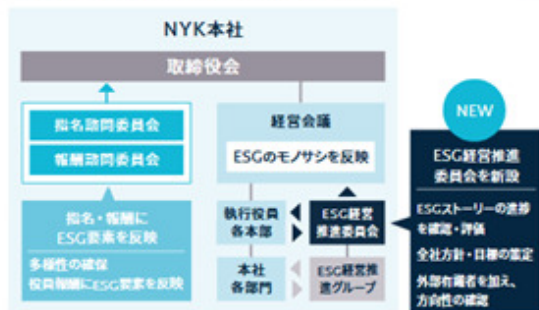 NYK本社
取締役会
指名諮問委員会
報酬諮問委員会
指名・報酬に
ESG要素を反映
多様性の確保
役員報酬にESG要素を反映
経営会議
ESGのモノサシを反映
執行役員
各本部
ESG経営
推進委員会
本社
各部門
ESG経営推
進グループ
NEW
ESG経営推進
委員会を新設
ESGストーリーの進捗
を確認・評価
全社方針・目標の策定
外部有識者を加え、
方向性の確認